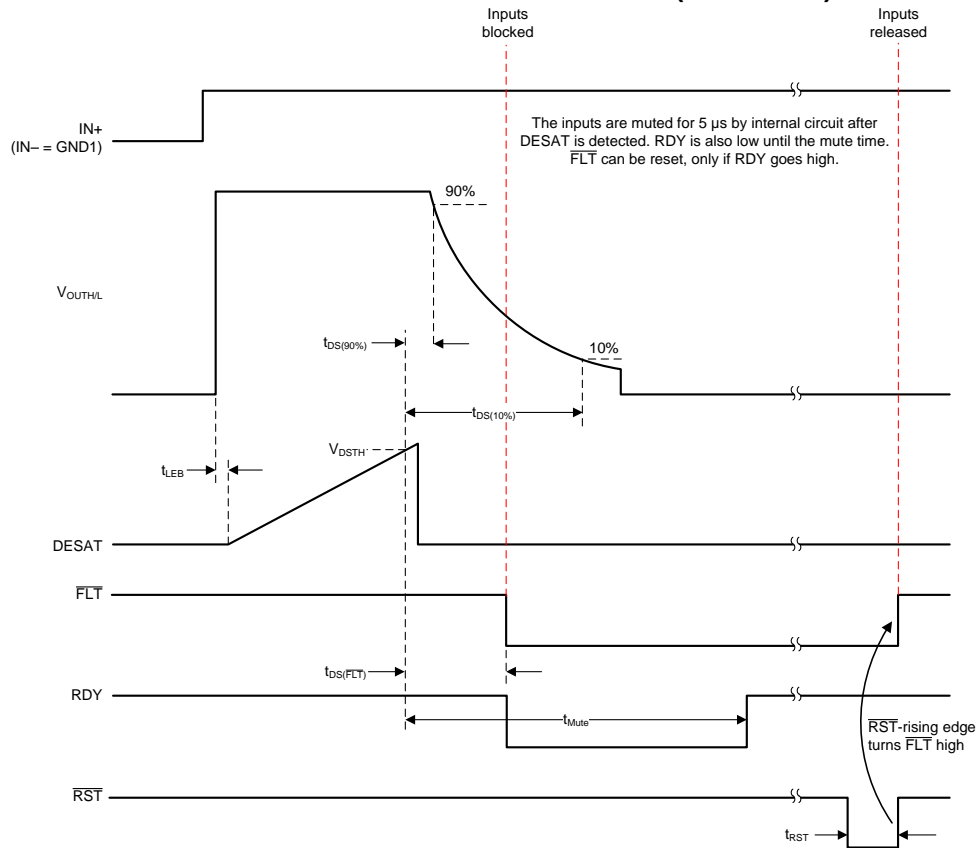 Inputs
blocked
Inputs
released
IN+
(IN– = GND1)
The inputs are muted for 5 µs by internal circuit after
DESAT is detected. RDY is also low until the mute time.
FLT can be reset, only if RDY goes high.
90%
VOUTH/L
tDS(90%)
10%
tDS(10%)
VDSTH
tLEB
DESAT
FLT
tDS(FLT)
RDY
tMute
RST-rising edge
turns FLT high
RST
tRST